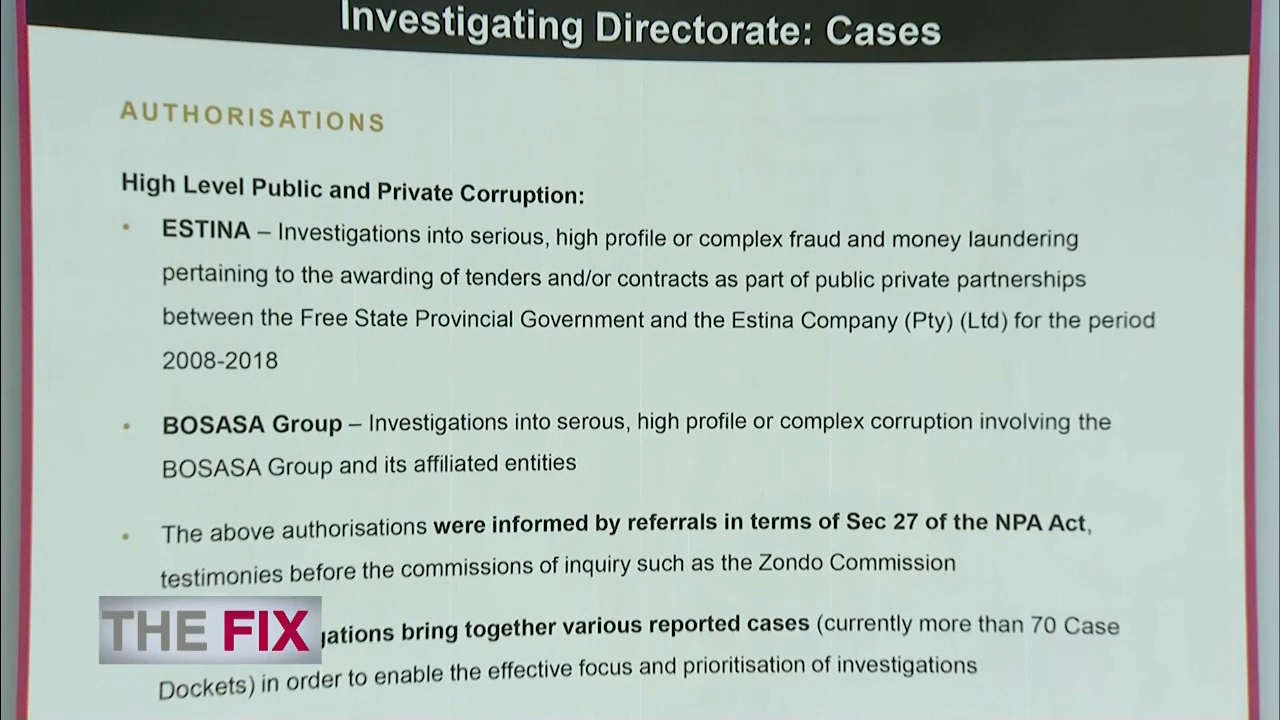 Investigating Directorate: Cases
AUTHORISATIONS
High Level Public and Private Corruption:
• ESTINA – Investigations into serious, high profile or complex fraud and money laundering
pertaining to the awarding of tenders and/or contracts as part of public private partnerships
between the Free State Provincial Government and the Estina Company (Pty) (Ltd) for the period
2008-2018
• BOSASA Group – Investigations into serous, high profile or complex corruption involving the
BOSASA Group and its affiliated entities
• The above authorisations were informed by referrals in terms of Sec 27 of the NPA Act,
testimonies before the commissions of inquiry such as the Zondo Commission
THE FIX
bring together various reported cases (currently more than 70 Case
Dockets) in order to enable the effective focus and prioritisation of investigations